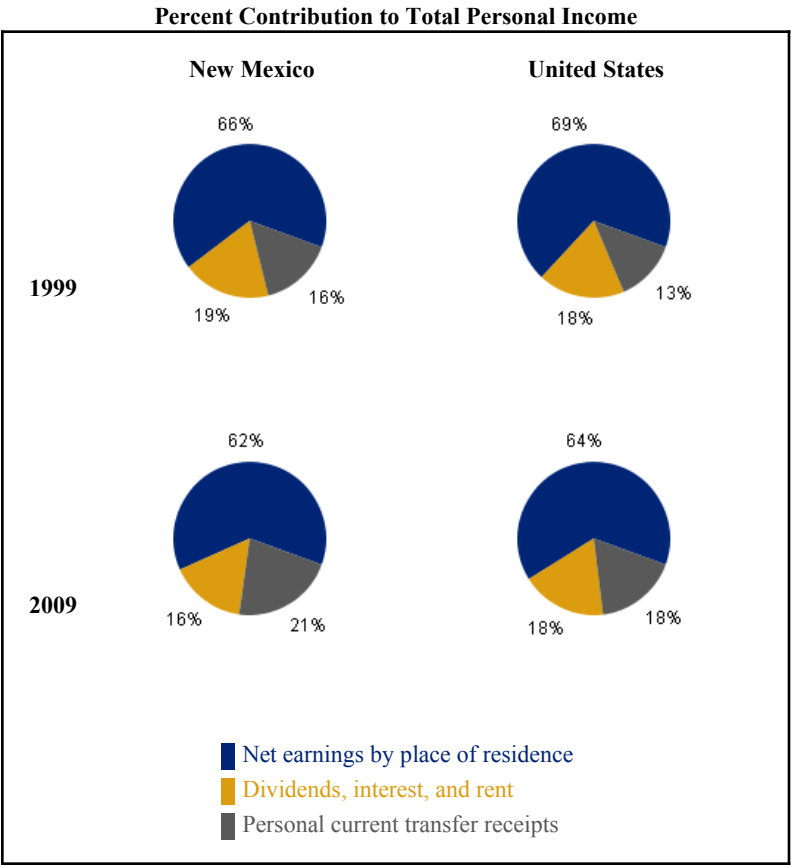 Percent Contribution to Total Personal Income
New Mexico
United States
66%
69%
1999
19%
16%
18%
13%
62%
64%
2009
16%
21%
18%
18%
Net earnings by place of residence
Dividends, interest, and rent
Personal current transfer receipts